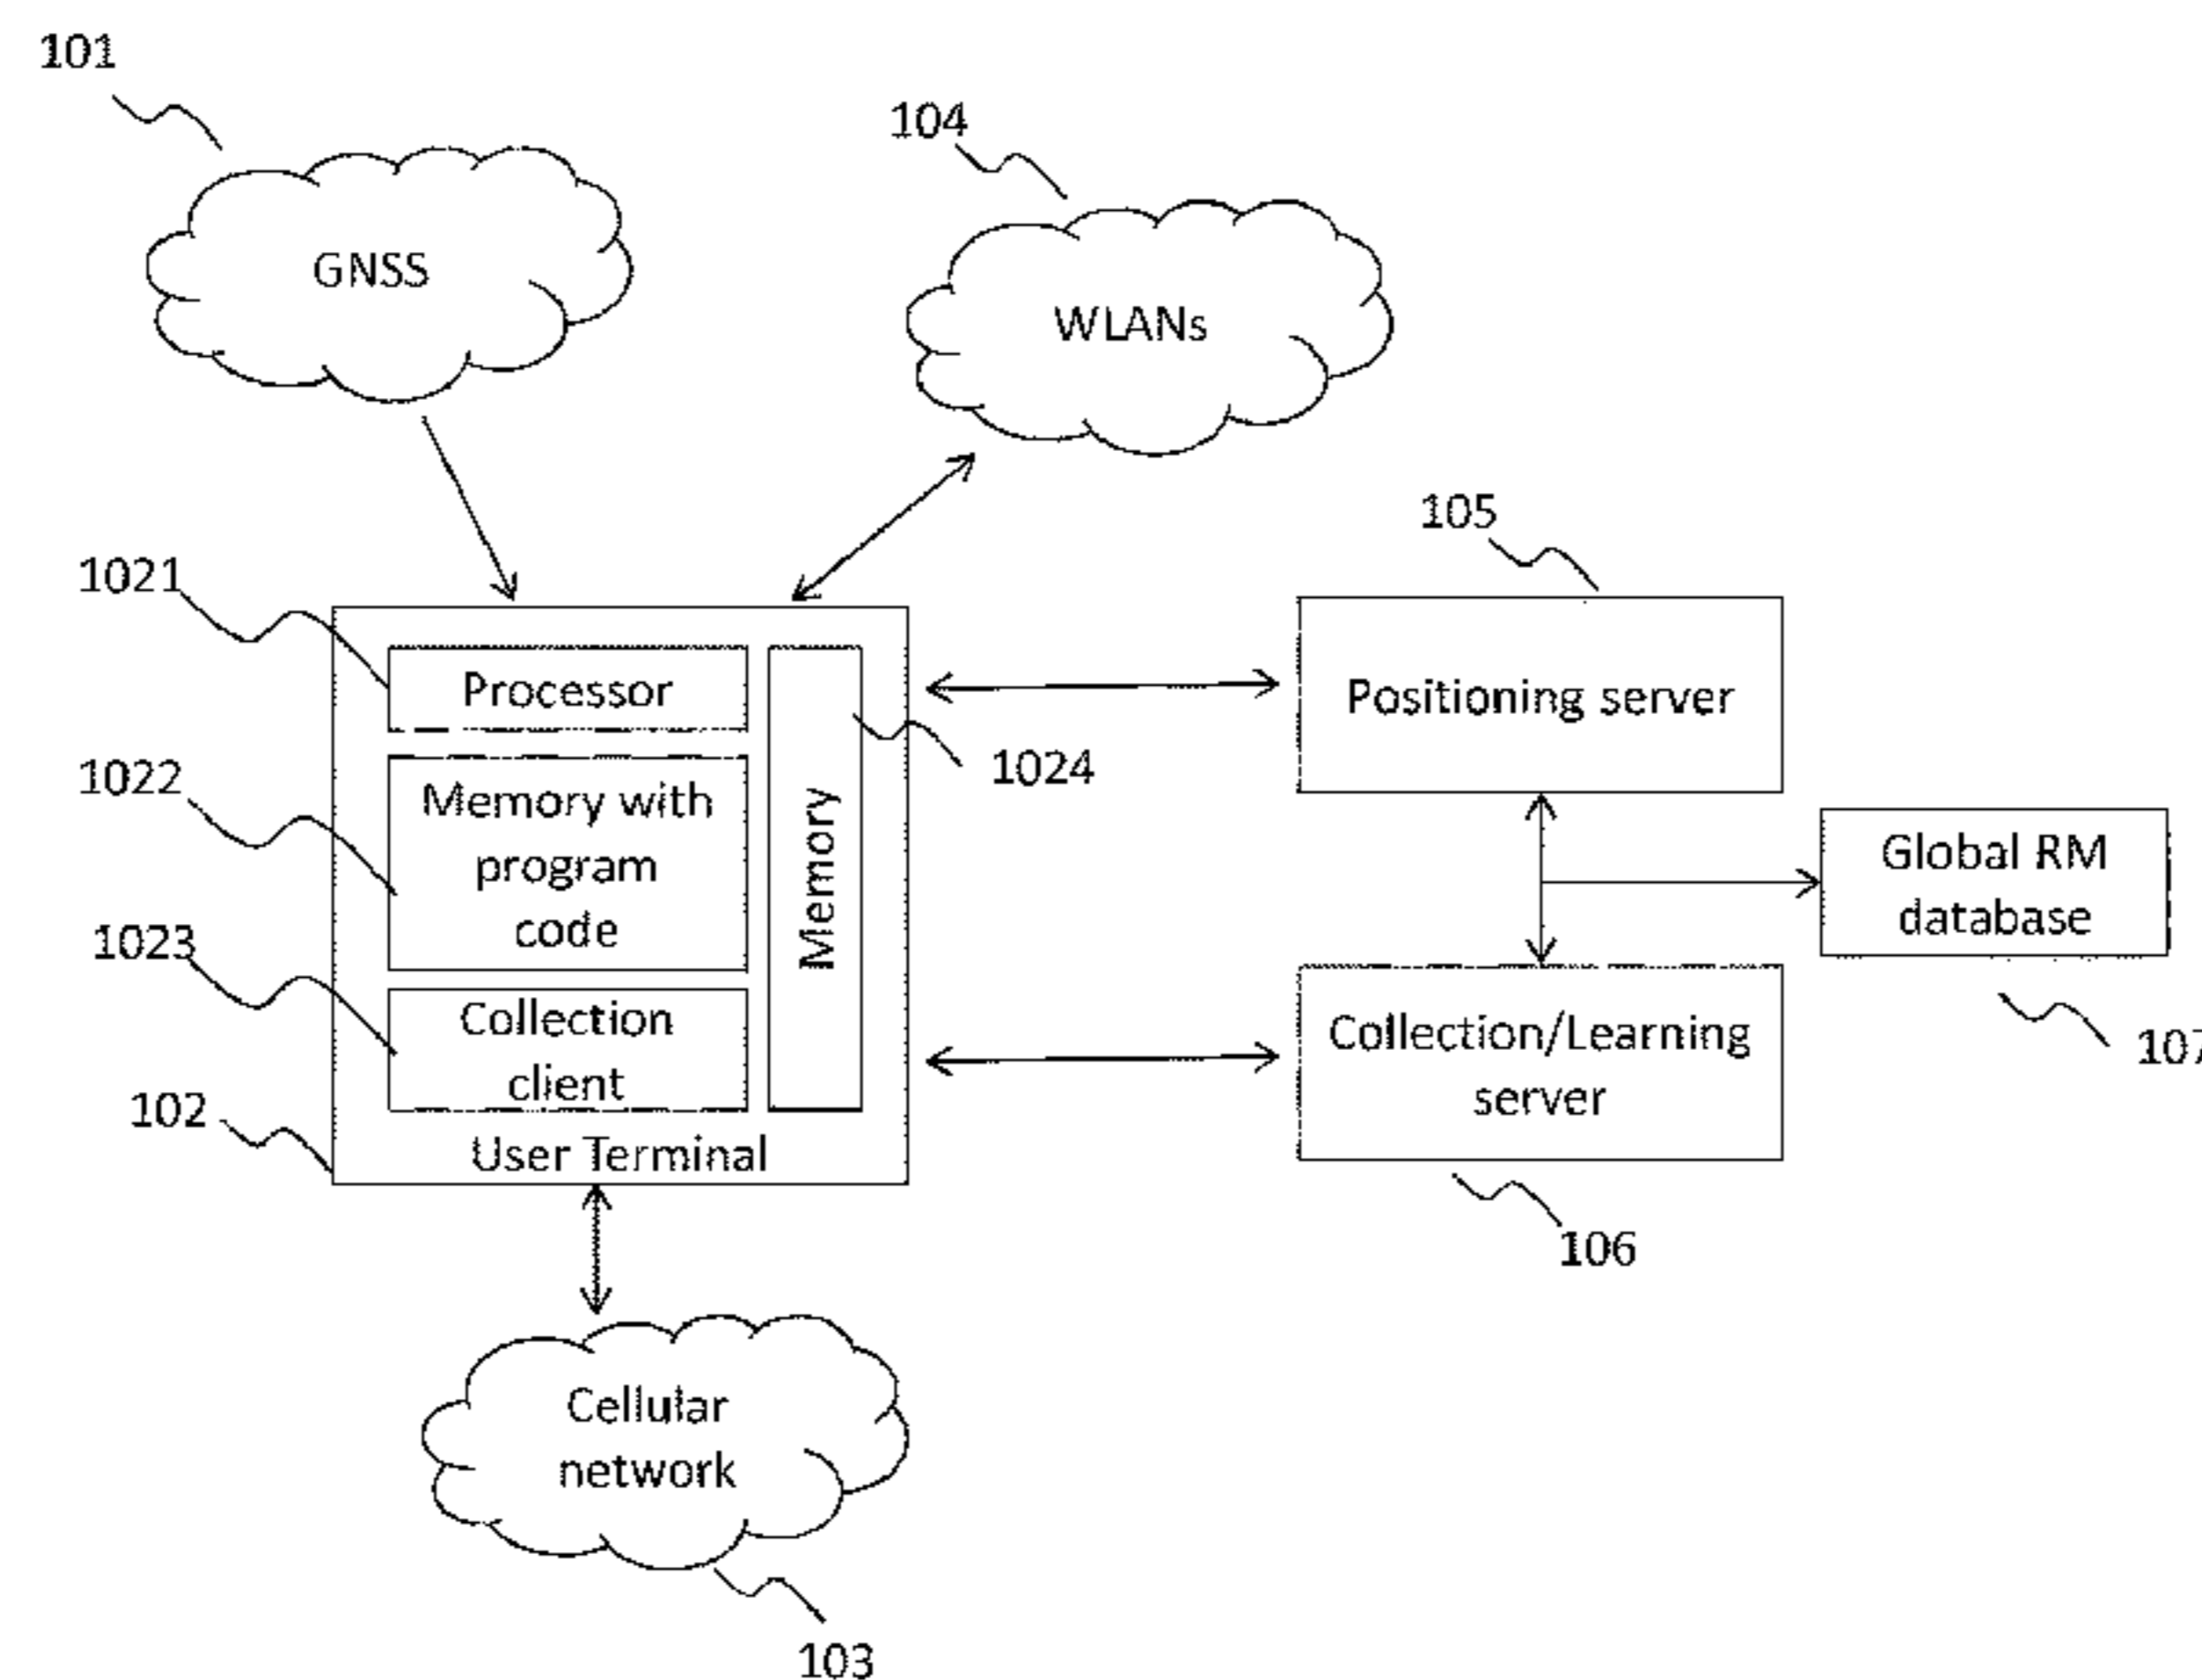 101
104
GNSS
WLANs
105
1021
Processor
Positioning server
1022
Memory with
program
code
Memory
1024
Global RM
database
1023
Collection
client
Collection/Learning
server
107
102
User Terminal
106
Cellular
network
103